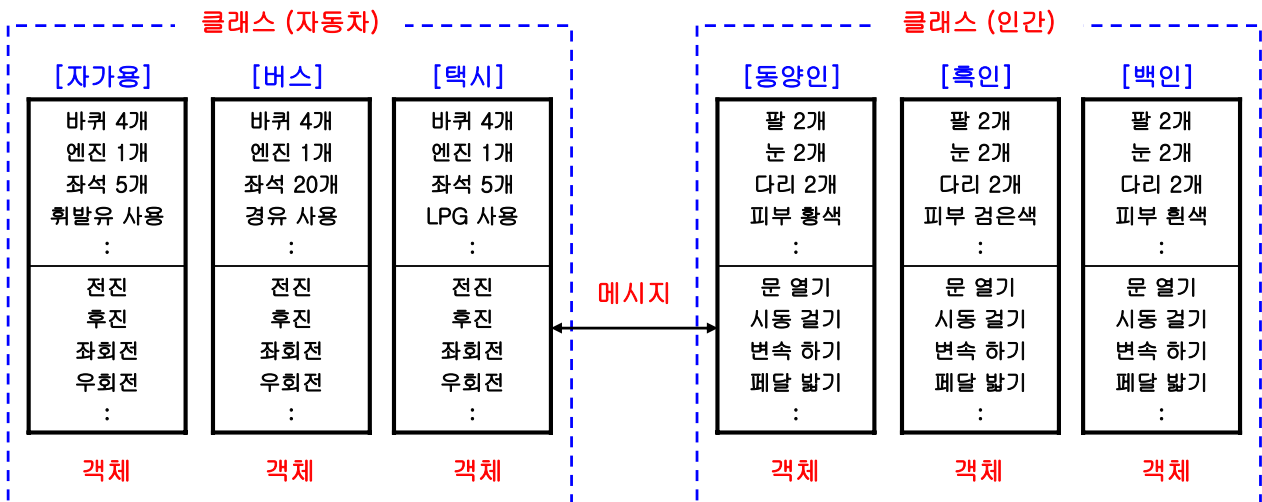 클래스 (자동차)
[자가용]
바퀴 4개
엔진 1개
좌석 5개
휘발유 사용
:
전진
후진
좌회전
우회전
:
객체
[버스]
바퀴 4개
엔진 1개
좌석 20개
경유 사용
:
전진
후진
좌회전
우회전
:
객체
[택시]
바퀴 4개
엔진 1개
좌석 5개
LPG 사용
:
전진
후진
좌회전
우회전
:
객체
메시지
클래스 (인간)
[동양인]
팔 2개
눈 2개
다리 2개
피부 황색
:
문 열기
시동 걸기
변속 하기
페달 밟기
:
객체
[흑인]
팔 2개
눈 2개
다리 2개
피부 검은색
:
문 열기
시동 걸기
변속 하기
페달 밟기
:
객체
[백인]
팔 2개
눈 2개
다리 2개
피부 흰색
:
문 열기
시동 걸기
변속 하기
페달 밟기
:
객체